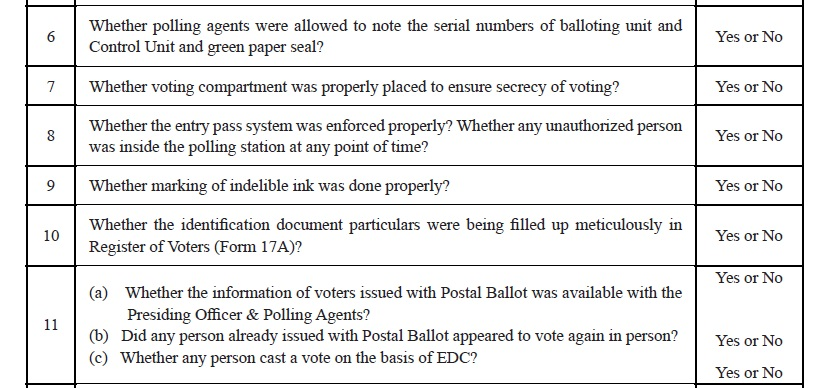 6
Whether polling agents were allowed to note the serial numbers of balloting unit and
Control Unit and green paper seal?
Yes or No
7
Whether voting compartment was properly placed to ensure secrecy of voting?
Yes or No
8
Whether the entry pass system was enforced properly? Whether any unauthorized person
was inside the polling station at any point of time?
Yes or No
9
Whether marking of indelible ink was done properly?
Yes or No
10
Whether the identification document particulars were being filled up meticulously in
Register of Voters (Form 17A)?
Yes or No
11
(a) Whether the information of voters issued with Postal Ballot was available with the
Presiding Officer & Polling Agents?
Yes or No
(b) Did any person already issued with Postal Ballot appeared to vote again in person?
Yes or No
(c) Whether any person cast a vote on the basis of EDC?
Yes or No